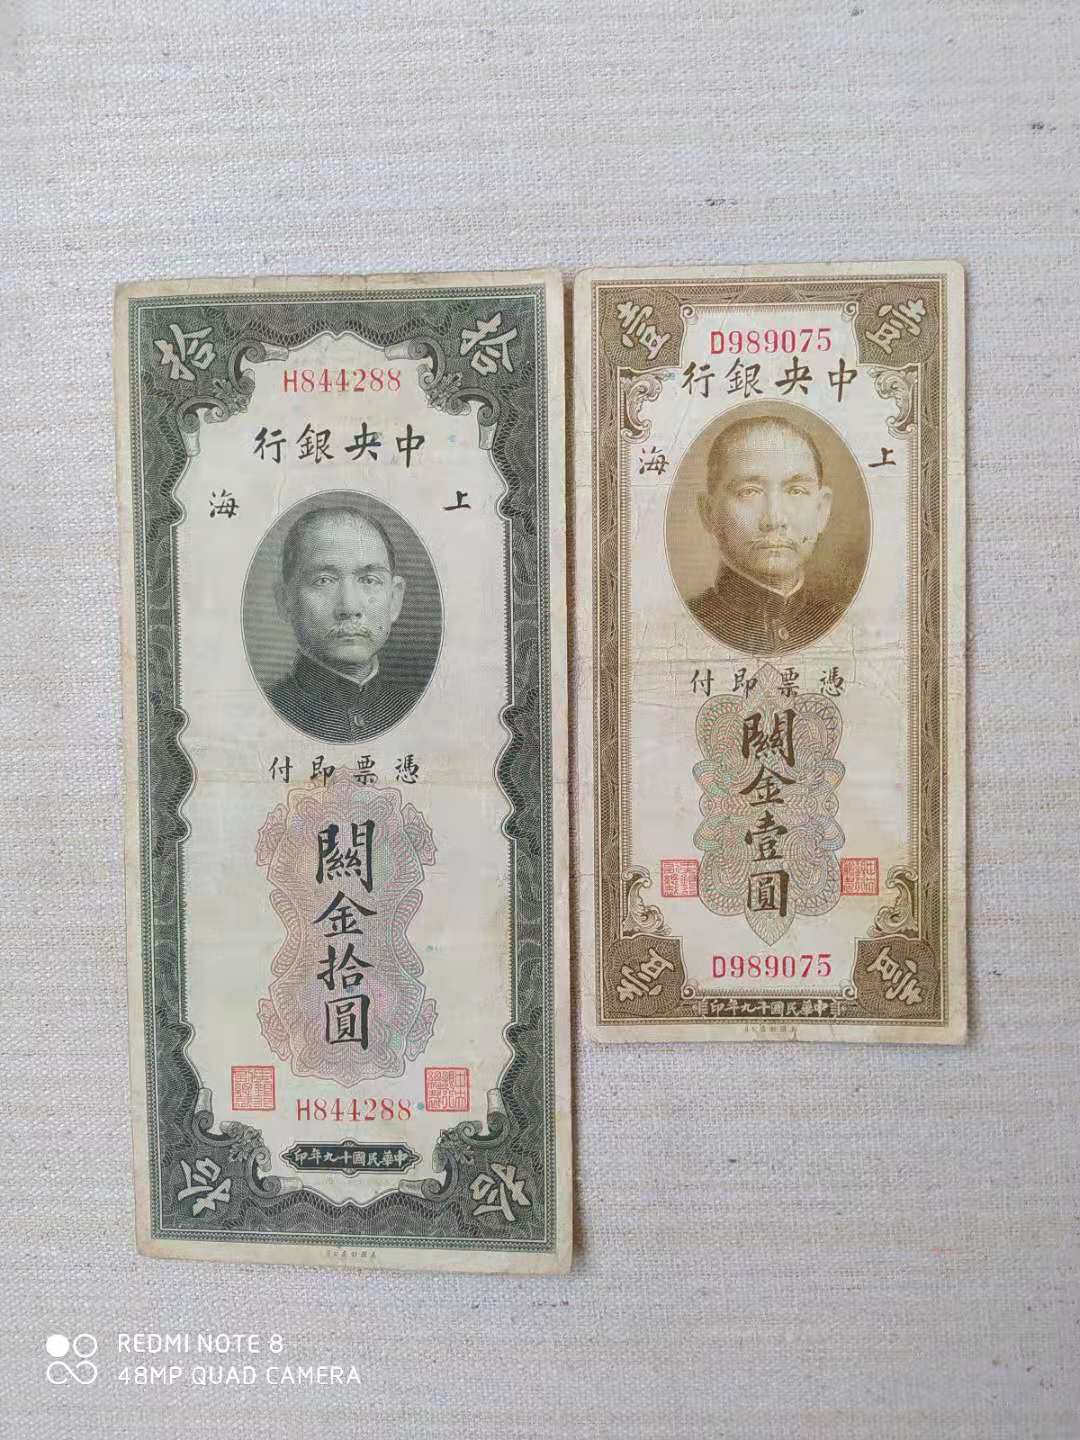 拾 拾
H844288
中央銀行
上海
憑票即付
關金拾圓
H844288
中華民國十九年印
拾 拾
壹 壹
D989075
中央銀行
上海
憑票即付
關金壹圓
D989075
壹 壹
中華民國十九年印
REDMI NOTE 8
48MP QUAD CAMERA